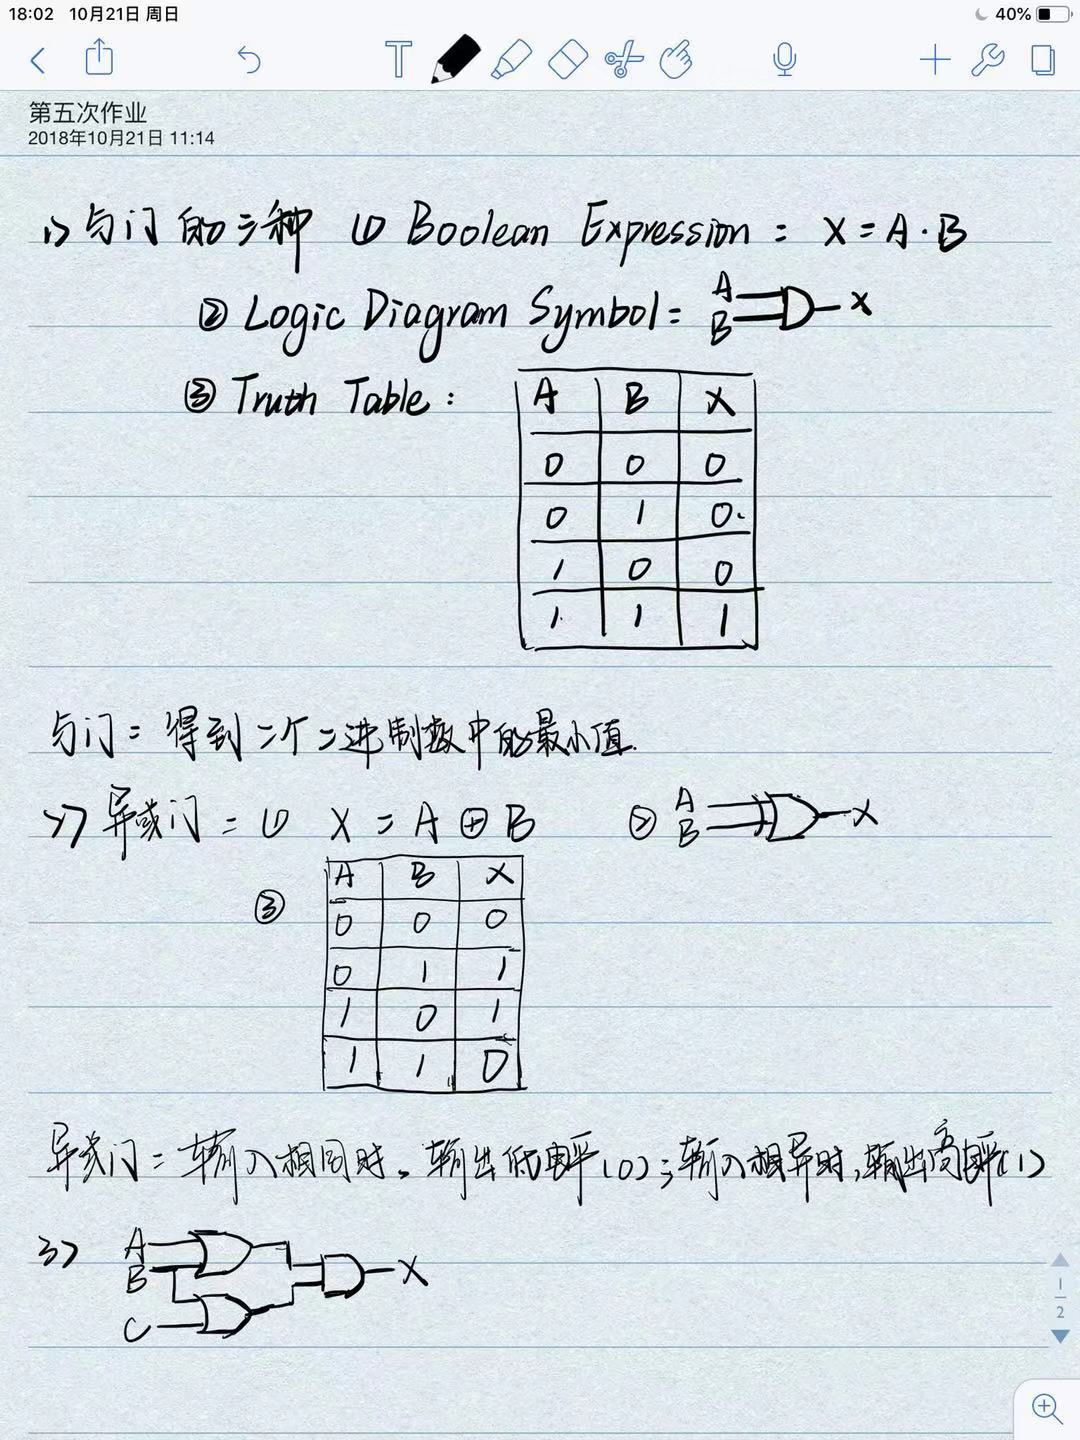 18:02 10月21日 周日 40%
第五次作业
2018年10月21日 11:14
1> 与门的三种 ① Boolean Expression: X = A·B
② Logic Diagram Symbol: A B X
③ Truth Table:
A B X
0 0 0
0 1 0
1 0 0
1 1 1
与门: 得到二个二进制数中的最小值.
2> 异或门: ① X = A ⊕ B ② A B X
③
A B X
0 0 0
0 1 1
1 0 1
1 1 0
异或门: 输入相同时。输出低电平(0);输入相异时,输出高电平(1)
3> A
B X
C
1
2